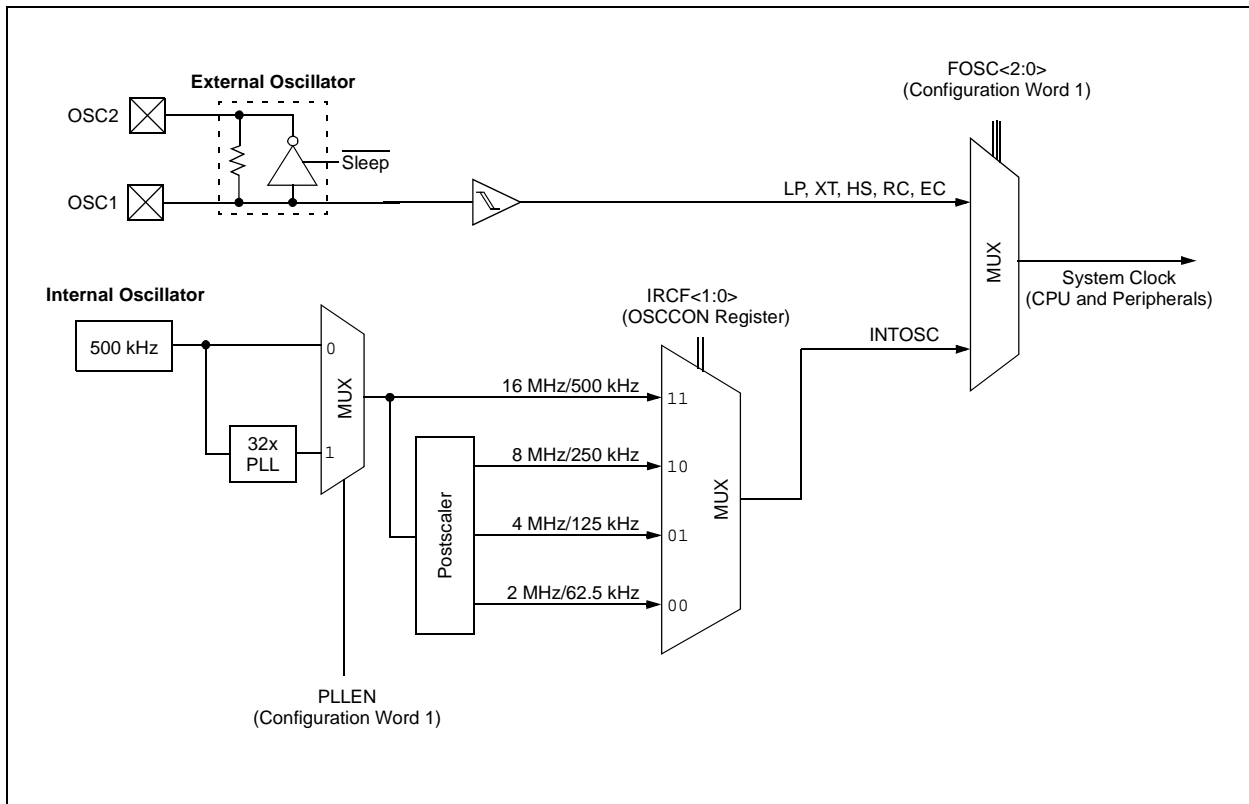 FOSC<2:0>
(Configuration Word 1)
External Oscillator
OSC2
Sleep
OSC1
LP, XT, HS, RC, EC
MUX
System Clock
(CPU and Peripherals)
Internal Oscillator
500 kHz
0
MUX
1
32x
PLL
IRCF<1:0>
(OSCCON Register)
INTOSC
16 MHz/500 kHz
11
8 MHz/250 kHz
10
MUX
4 MHz/125 kHz
01
2 MHz/62.5 kHz
00
Postscaler
PLLEN
(Configuration Word 1)